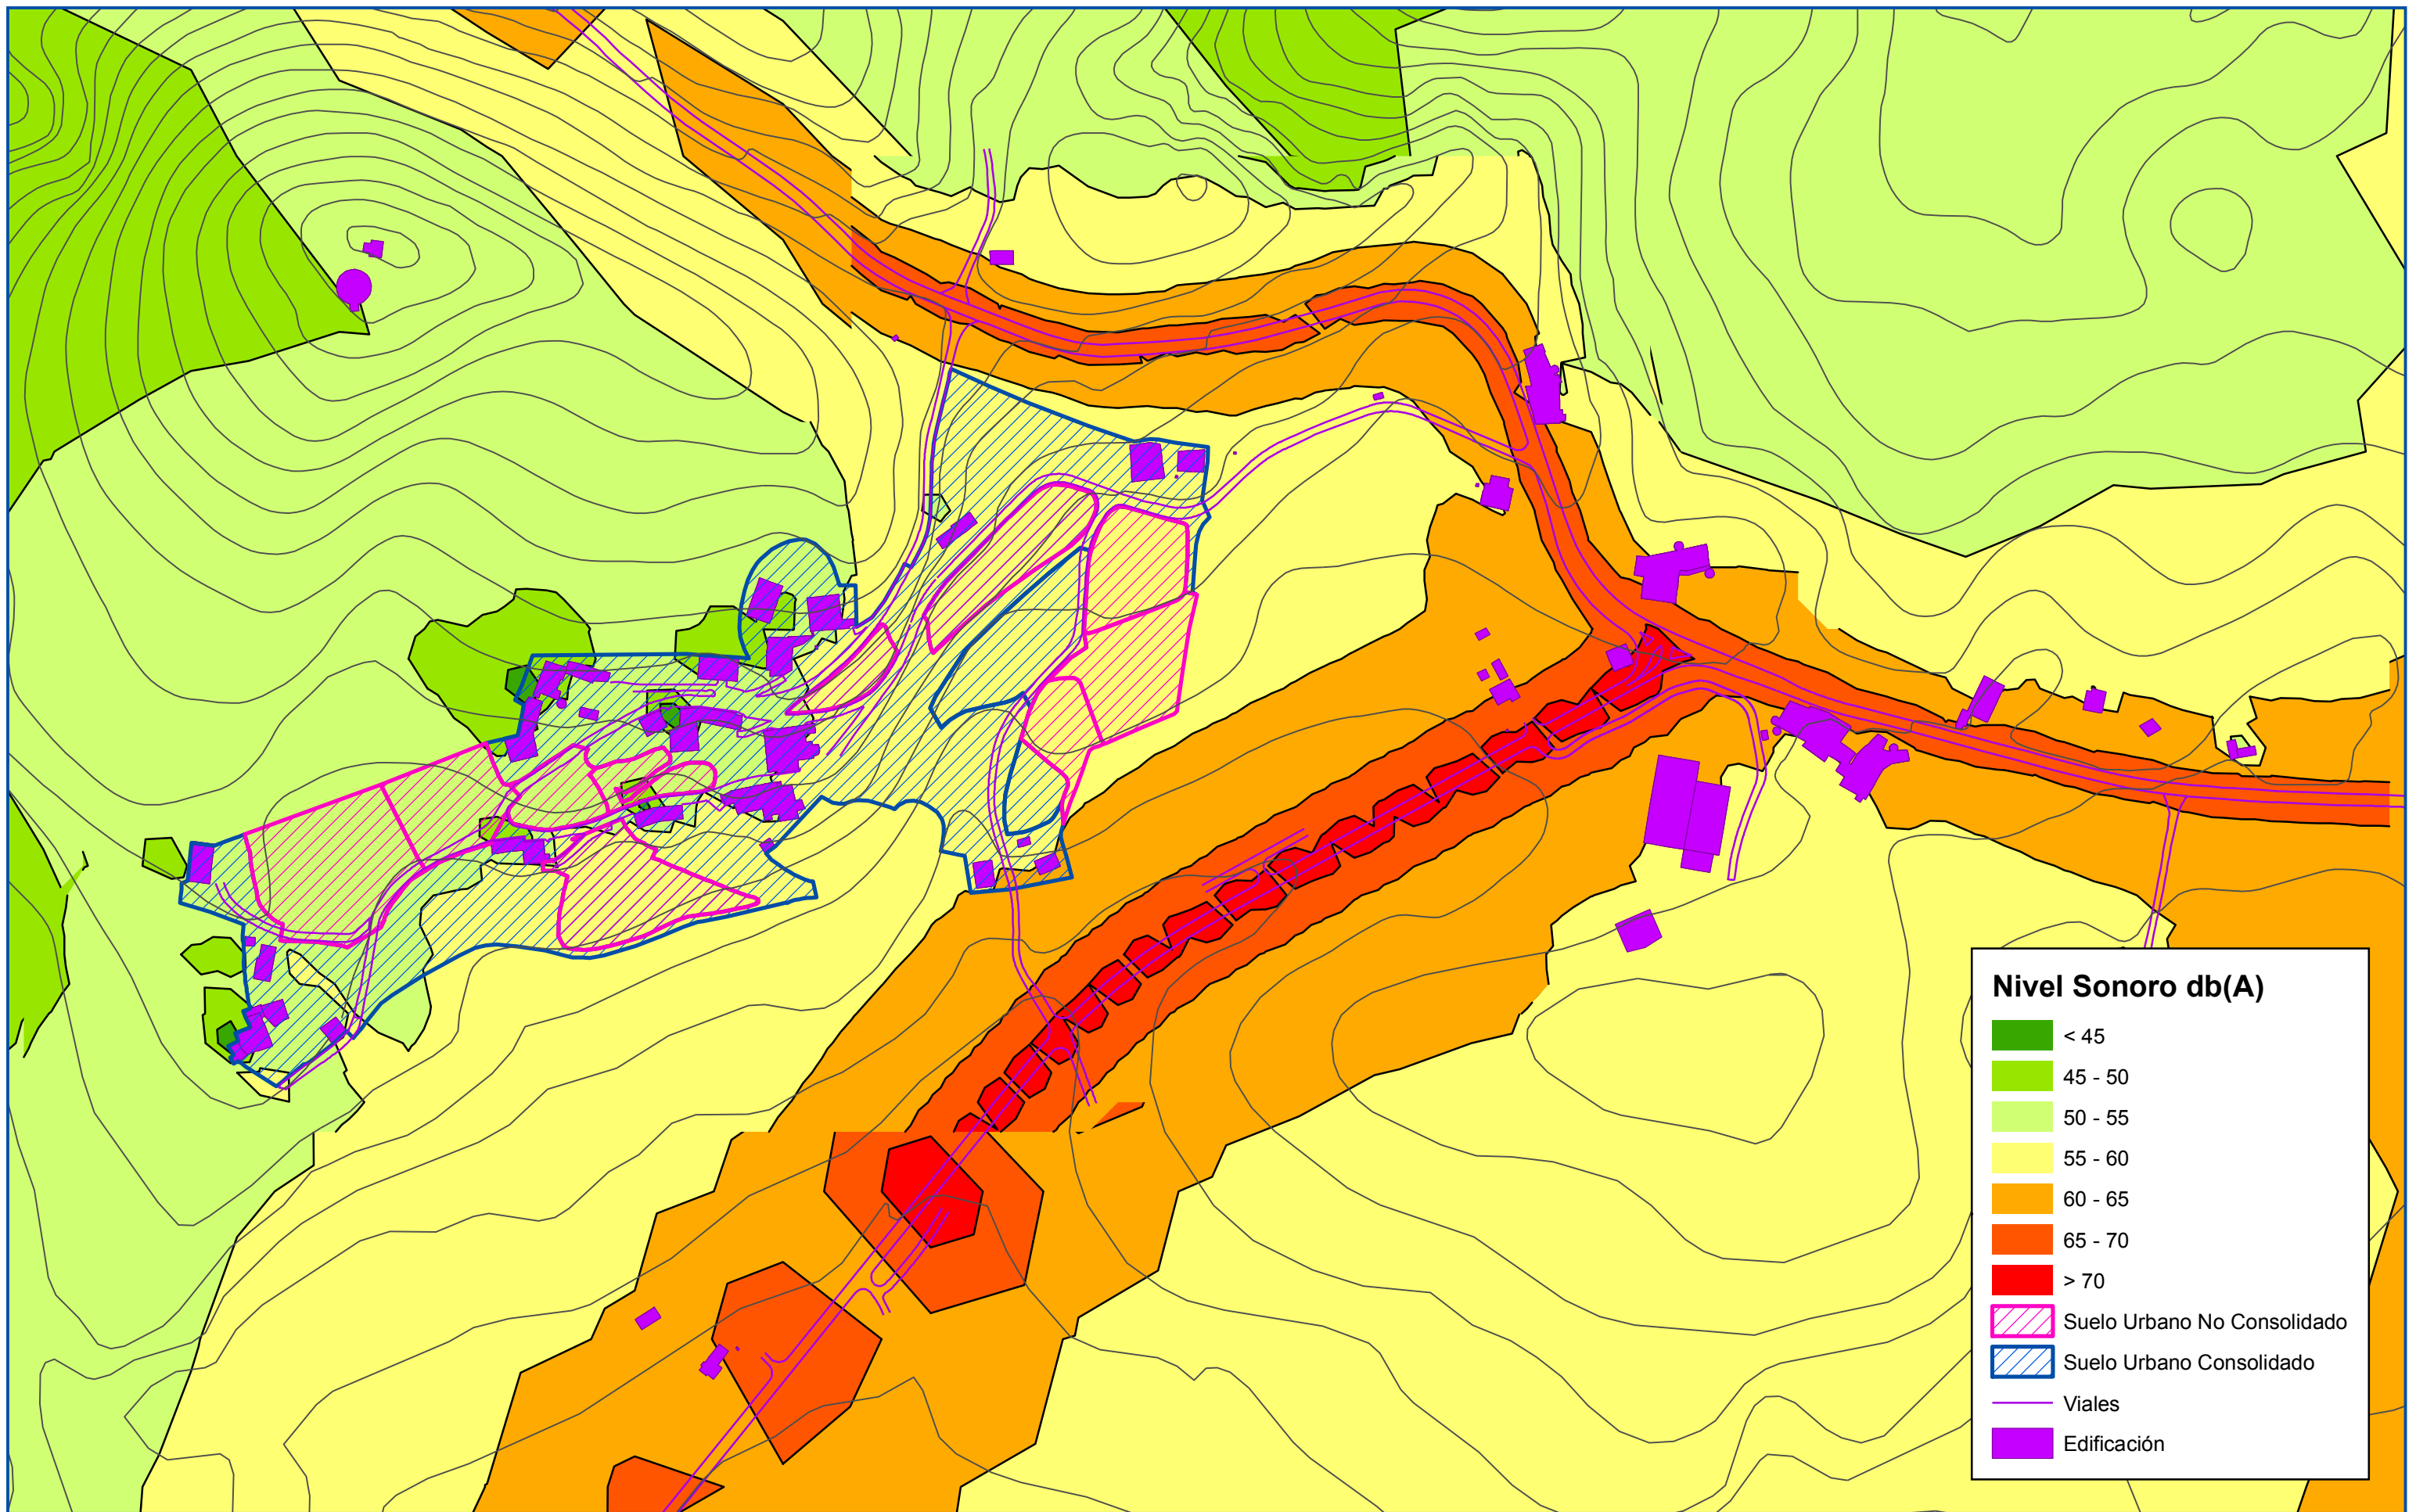 Nivel Sonoro db(A)
< 45
45 - 50
50 - 55
55 - 60
60 - 65
65 - 70
> 70
Suelo Urbano No Consolidado
Suelo Urbano Consolidado
Viales
Edificación